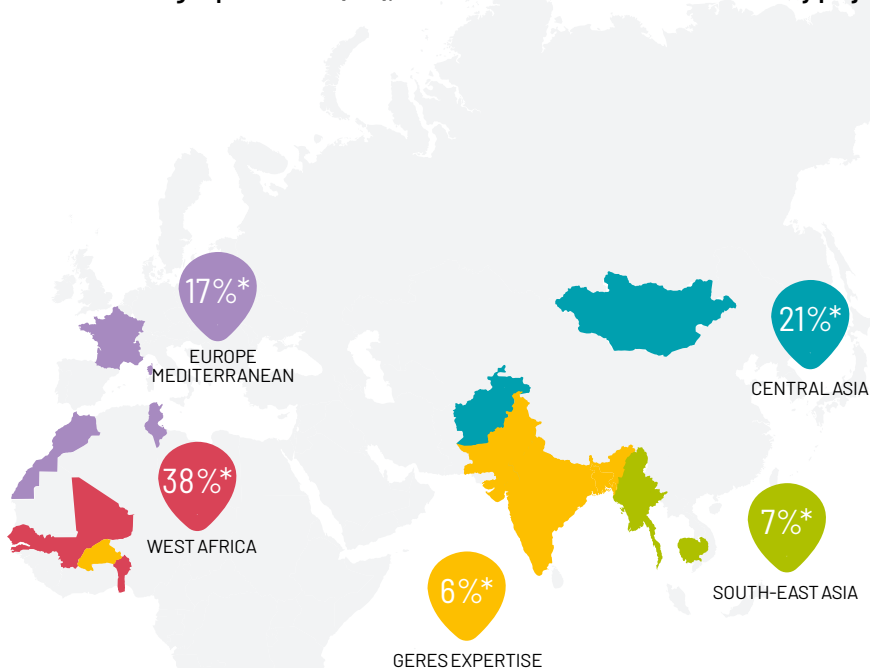 17%*
EUROPE
MEDITERRANEAN
21%*
CENTRAL ASIA
38%*
WEST AFRICA
7%*
SOUTH-EAST ASIA
6%*
GERES EXPERTISE